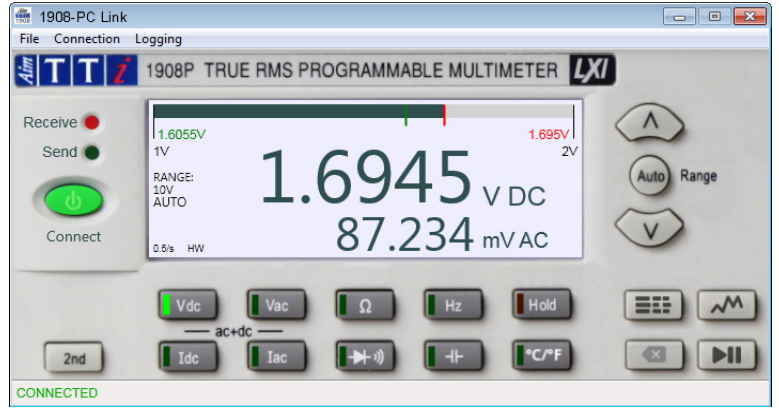 1908-PC Link
File Connection Logging
Aim TTi 1908P TRUE RMS PROGRAMMABLE MULTIMETER LXI
Receive
Send
Connect
1.6055V 1.695V
1V 2V
RANGE:
10V
AUTO
1.6945 V DC
87.234 mV AC
0.5/s HW
Auto Range
Vdc Vac Ω Hz Hold
ac+dc
2nd Idc Iac °C/°F
CONNECTED